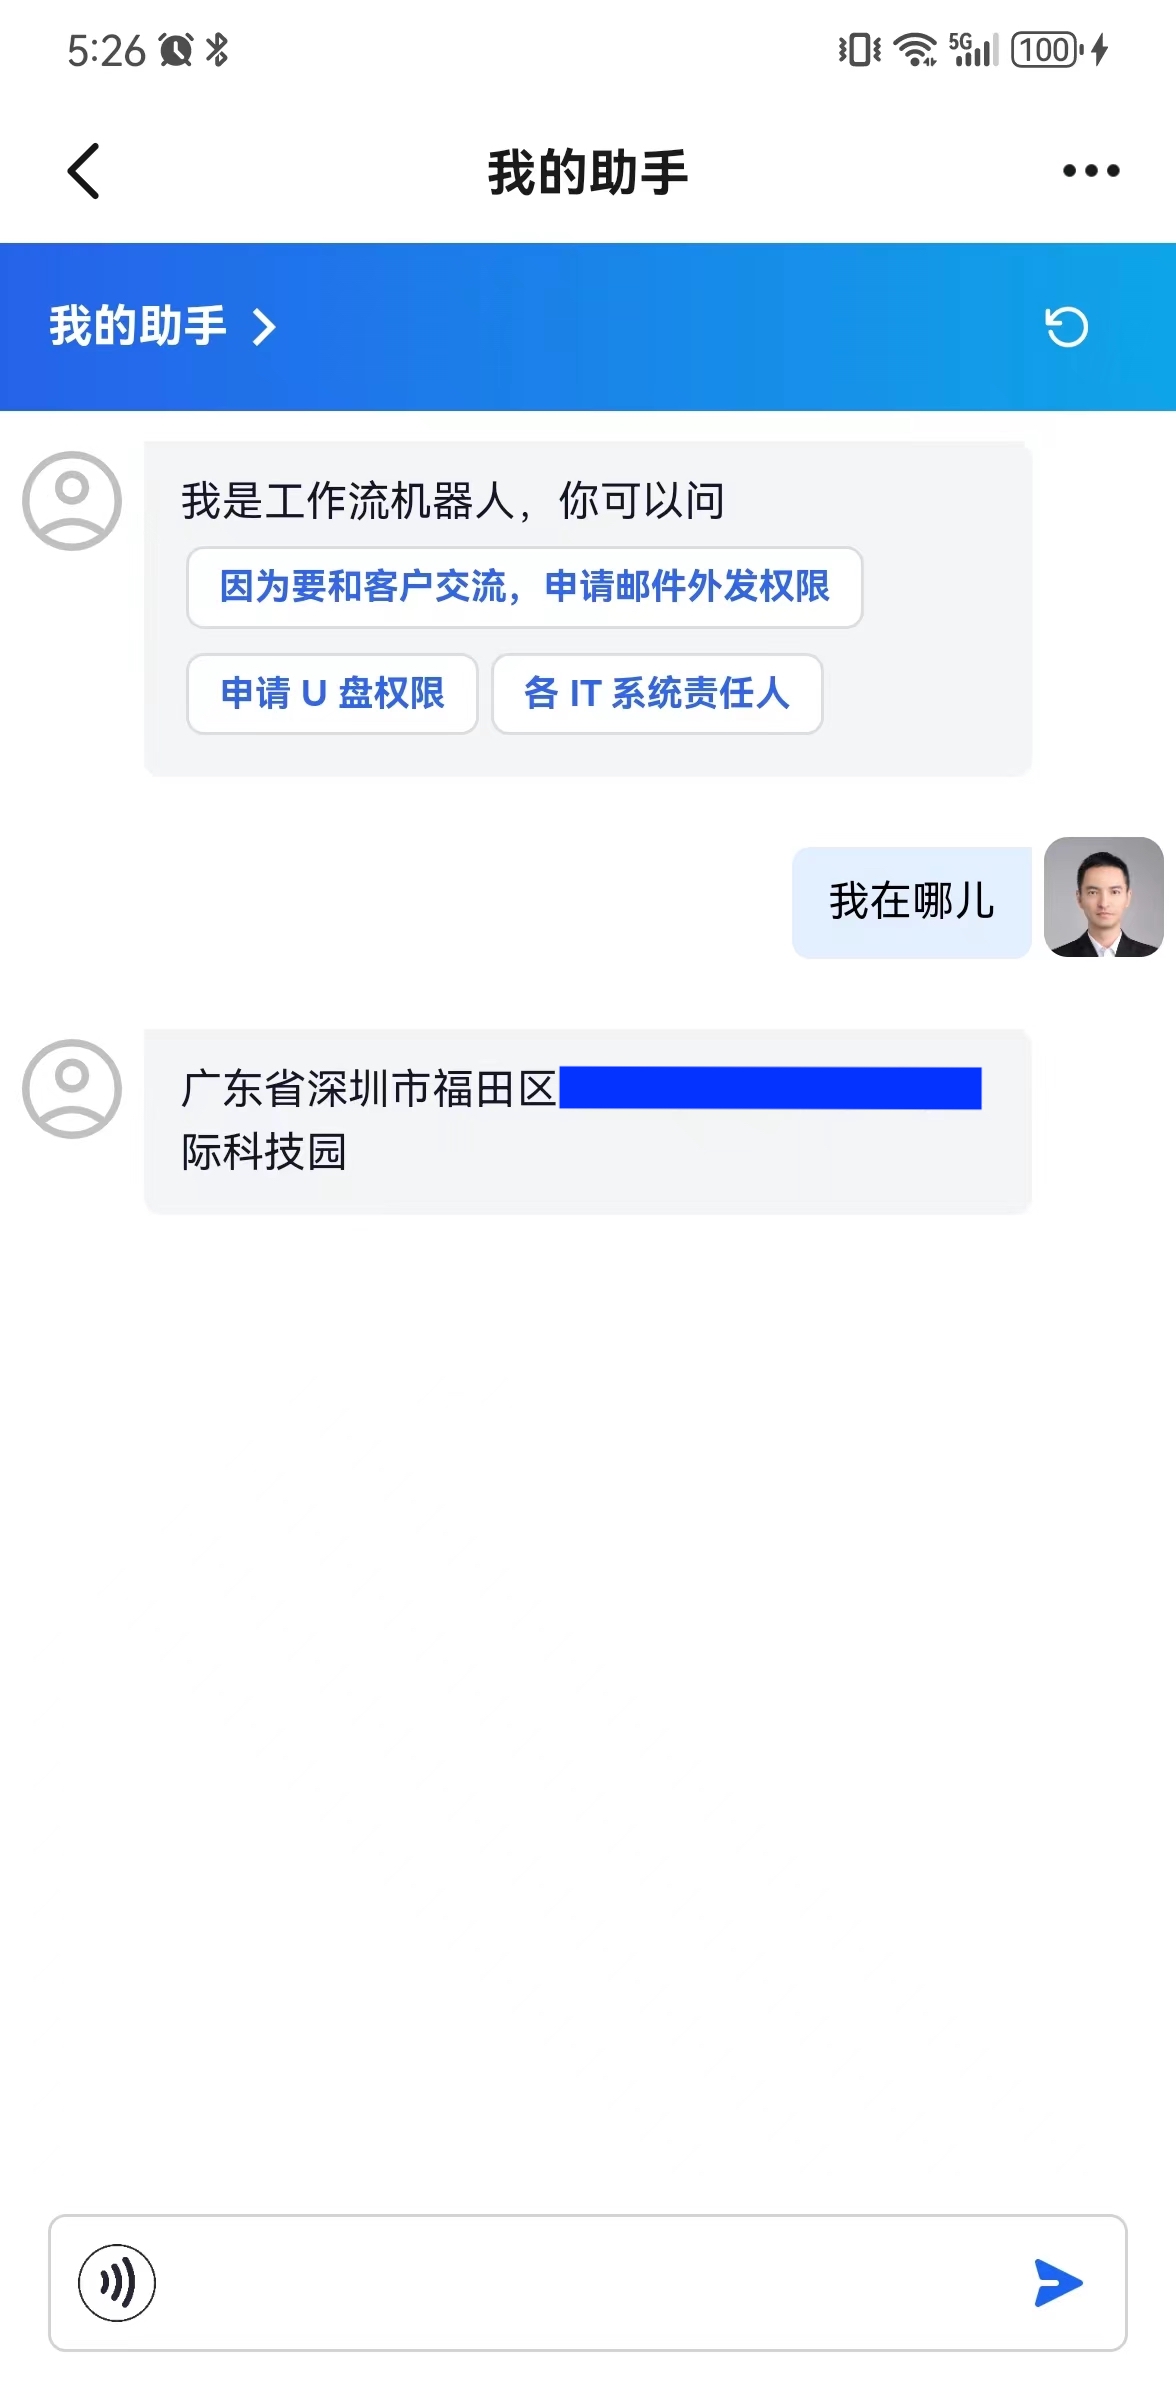 5:26
5G
100
我的助手
我的助手
我是工作流机器人，你可以问
因为要和客户交流，申请邮件外发权限
申请 U 盘权限
各 IT 系统责任人
我在哪儿
广东省深圳市福田区
际科技园